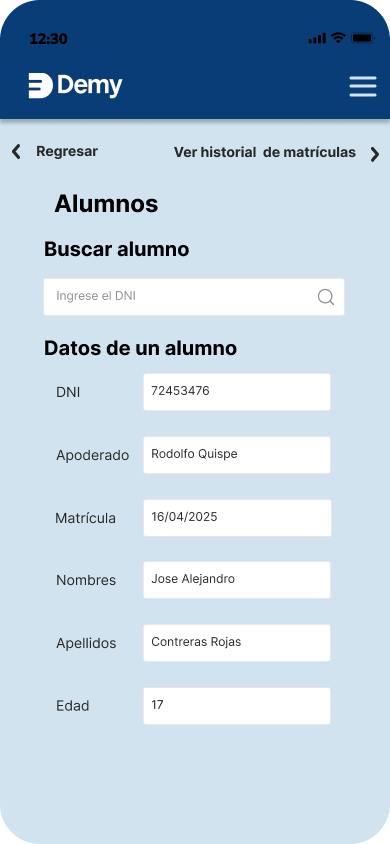 12:30
Demy
Regresar
Ver historial de matrículas
Alumnos
Buscar alumno
Ingrese el DNI
Datos de un alumno
DNI
72453476
Apoderado
Rodolfo Quispe
Matrícula
16/04/2025
Nombres
Jose Alejandro
Apellidos
Contreras Rojas
Edad
17